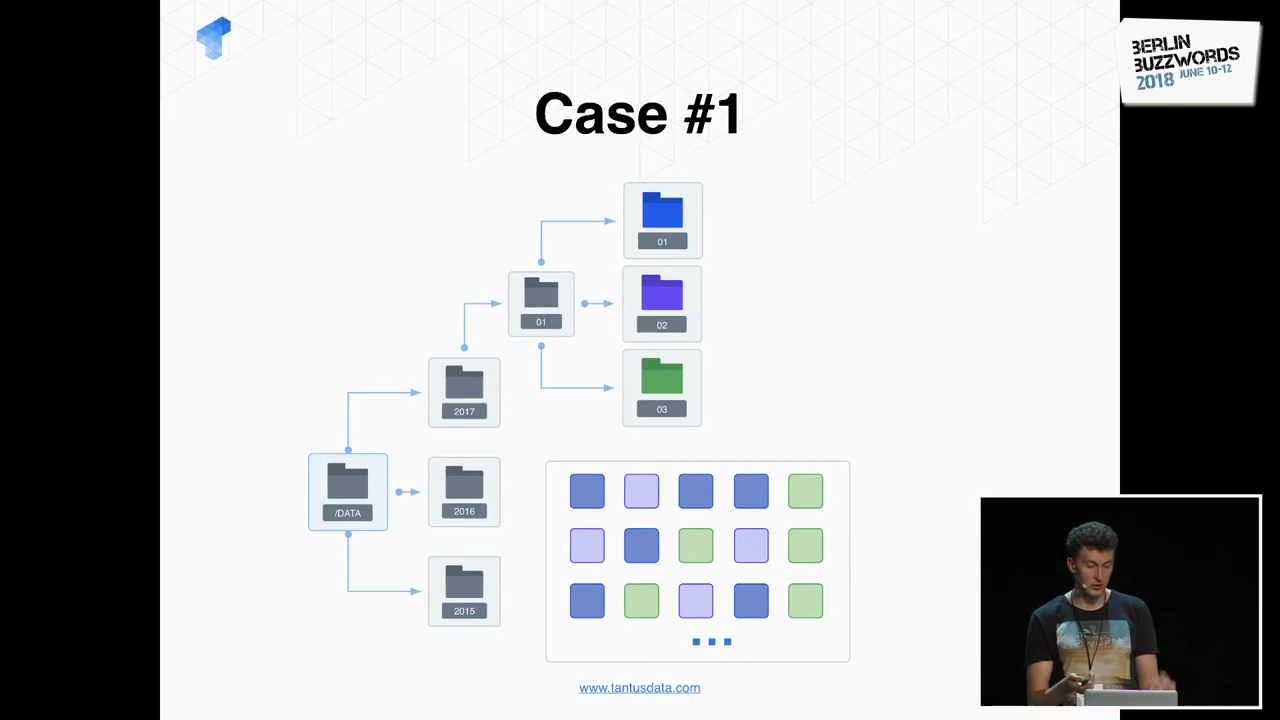 BERLIN
BUZZWORDS
2018 JUNE 10-12
Case #1
01
02
01
03
2017
/DATA
2016
2015
www.tantusdata.com